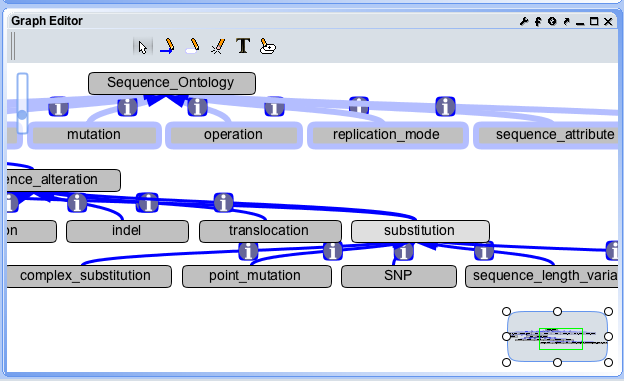 Graph Editor
T
Sequence_Ontology
mutation
operation
replication_mode
sequence_attribute
ence_alteration
on
indel
translocation
substitution
complex_substitution
point_mutation
SNP
sequence_length_varia